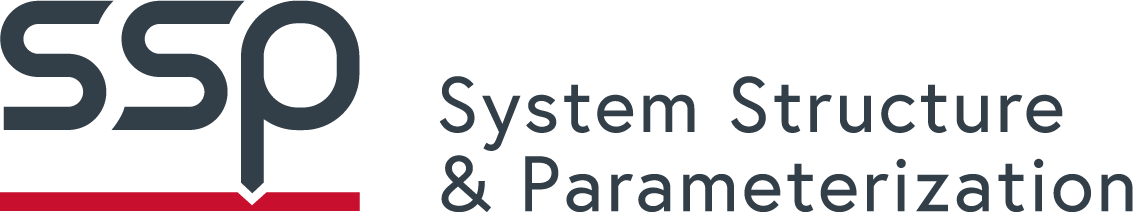 ssp
System Structure
& Parameterization